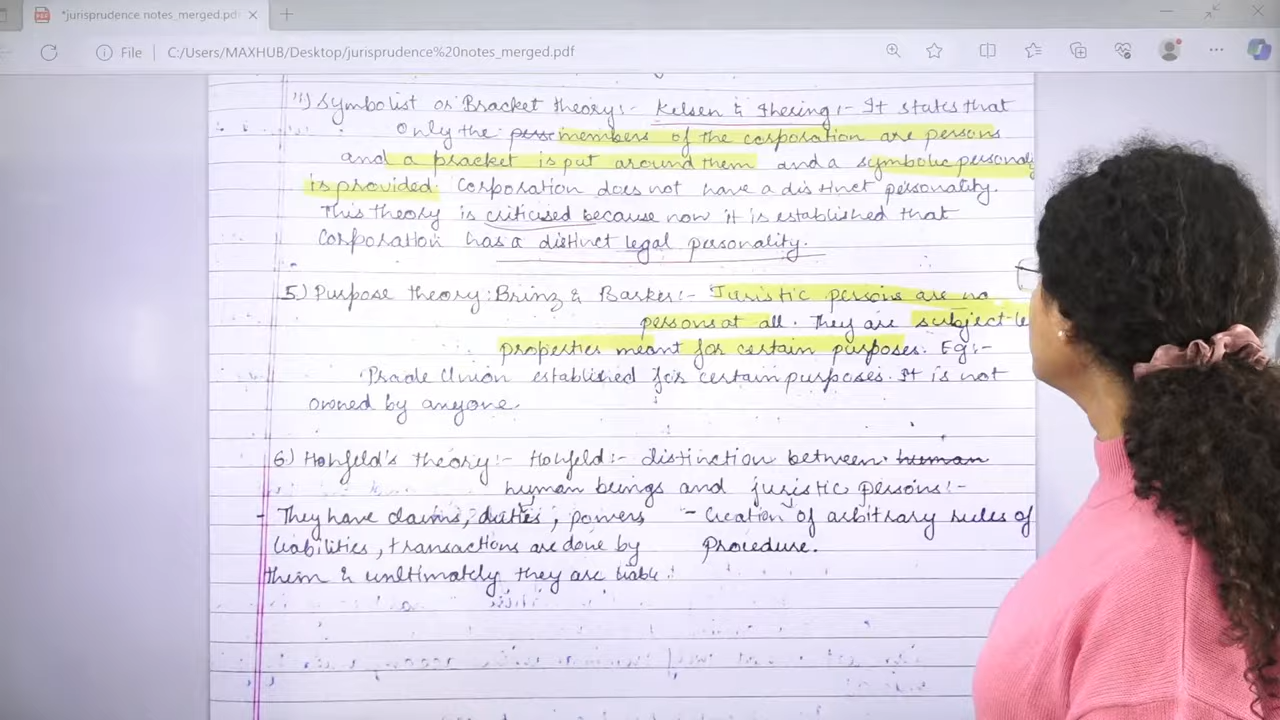 *jurisprudence notes_merged.pd
File C:/Users/MAXHUB/Desktop/jurisprudence%20notes_merged.pdf
4) Symbolist or Bracket theory:- Kelsen & Jhering:- It states that
only the members of the corporation are persons
and a bracket is put around them and a symbolic personali
is provided. Corporation does not have a distinct personality.
This theory is criticised because now it is established that
corporation has a distinct legal personality.
5) Purpose theory: Brinz & Barker:- Juristic persons are no
persons at all. They are subject-le
properties meant for certain purposes. Eg:-
Trade Union established for certain purposes. It is not
owned by anyone.
6) Hohfeld's theory:- Hohfeld:- distinction between human
human beings and juristic persons:-
- They have claims, duties, powers - Creation of arbitrary rules of
liabilities, transactions are done by procedure.
them & unltimately they are liable.